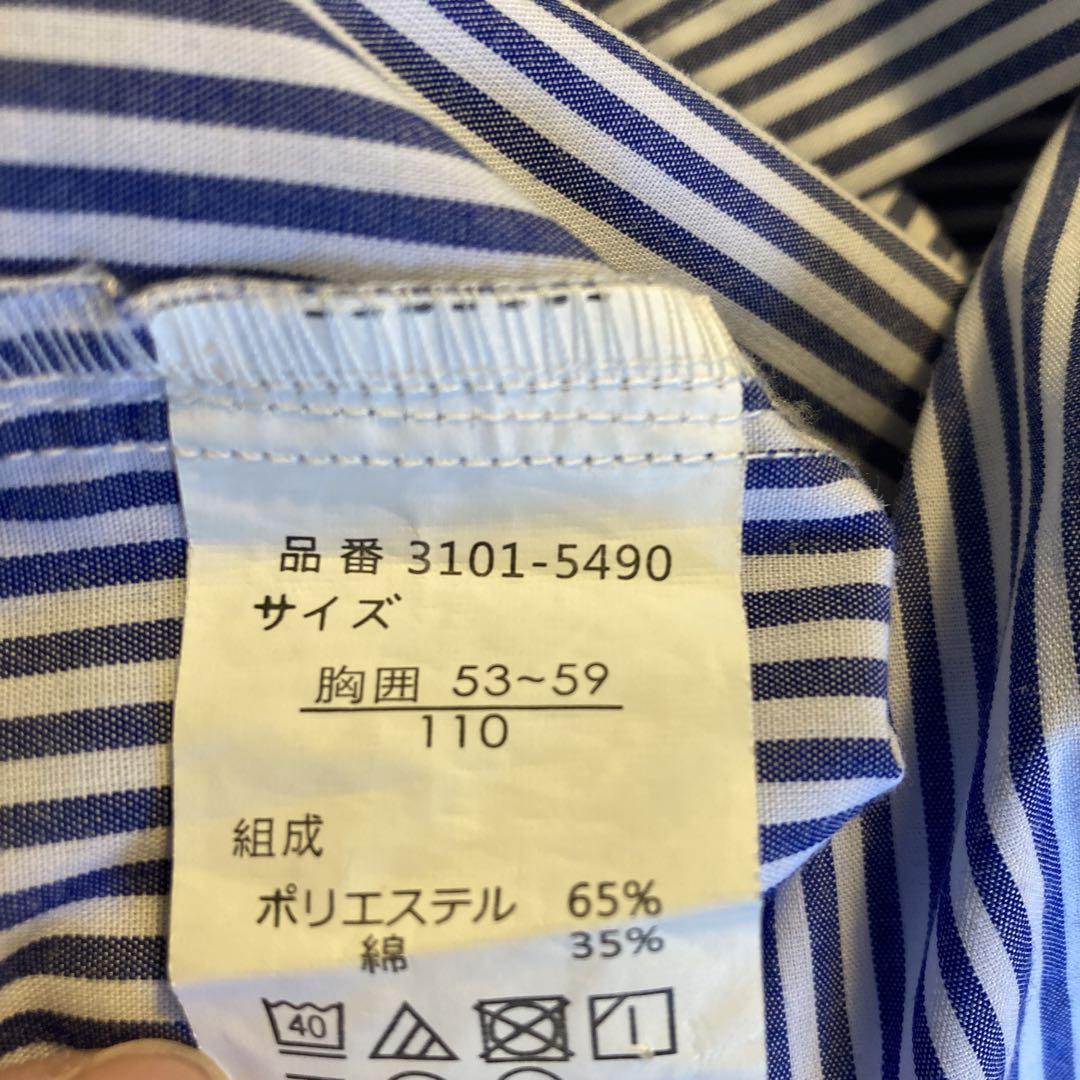 品番 3101-5490
サイズ
胸囲 53~59
110
組成
ポリエステル 65%
綿 35%
40